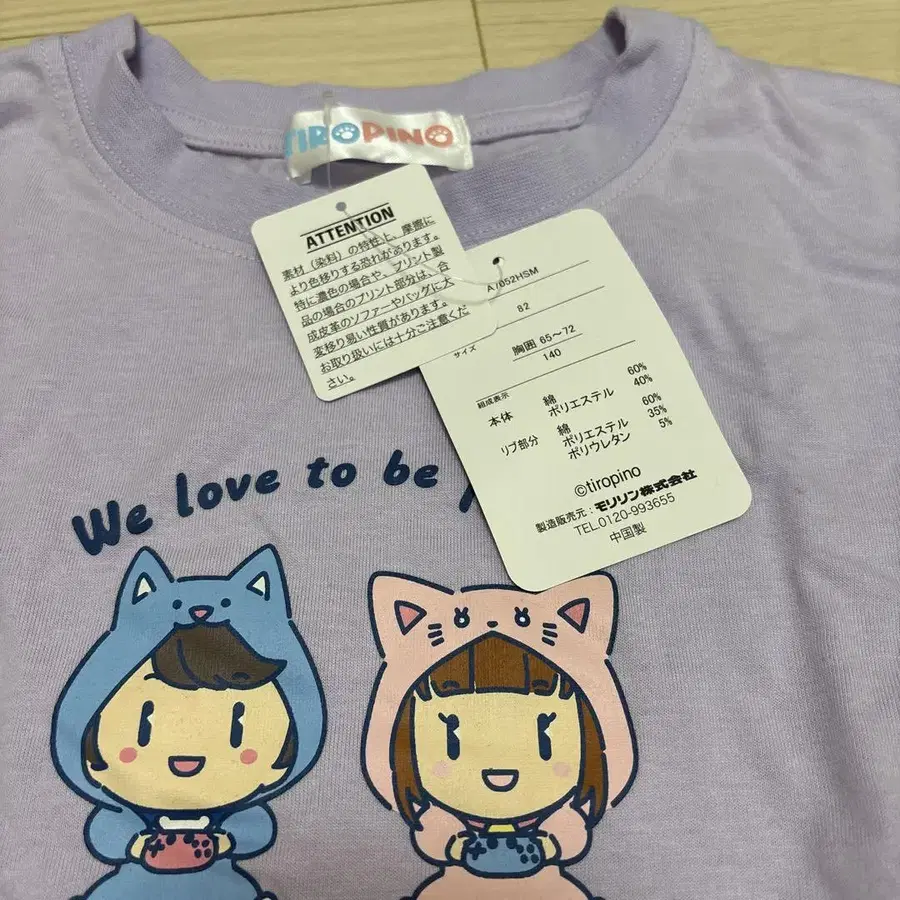 TIROPINO
ATTENTION
素材（染料）の特性上、摩擦に
より色移りする恐れがあります。
特に濃色の場合や、プリント製
品の場合のプリント部分は、合
成皮革のソファーやバッグに大
変移り易い性質があります。
お取り扱いには十分ご注意くだ
さい。
A7052HSM
82
サイズ
胸囲 65～72
140
組成表示
本体 綿 60%
ポリエステル 40%
リブ部分 綿 60%
ポリエステル 35%
ポリウレタン 5%
©tiropino
製造販売元：モリリン株式会社
TEL.0120-993655
中国製
We love to be